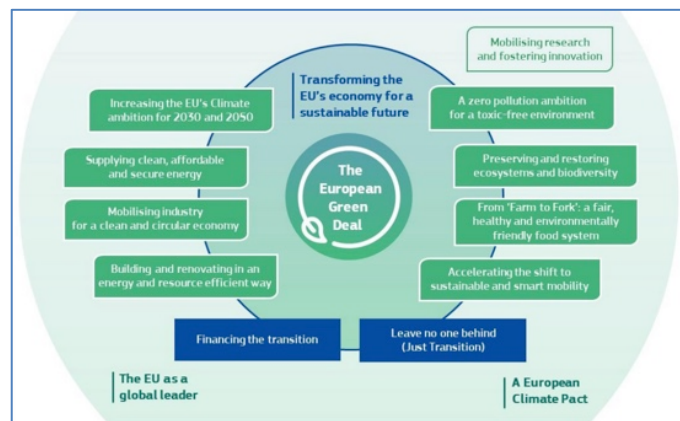 Mobilising research
and fostering innovation
Transforming the
EU's economy for a
sustainable future
Increasing the EU's Climate
ambition for 2030 and 2050
A zero pollution ambition
for a toxic-free environment
Supplying clean, affordable
and secure energy
Preserving and restoring
ecosystems and biodiversity
The
European
Green
Deal
Mobilising industry
for a clean and circular economy
From 'Farm to Fork': a fair,
healthy and environmentally
friendly food system
Building and renovating in an
energy and resource efficient way
Accelerating the shift to
sustainable and smart mobility
Financing the transition
Leave no one behind
(Just Transition)
The EU as a
global leader
A European
Climate Pact